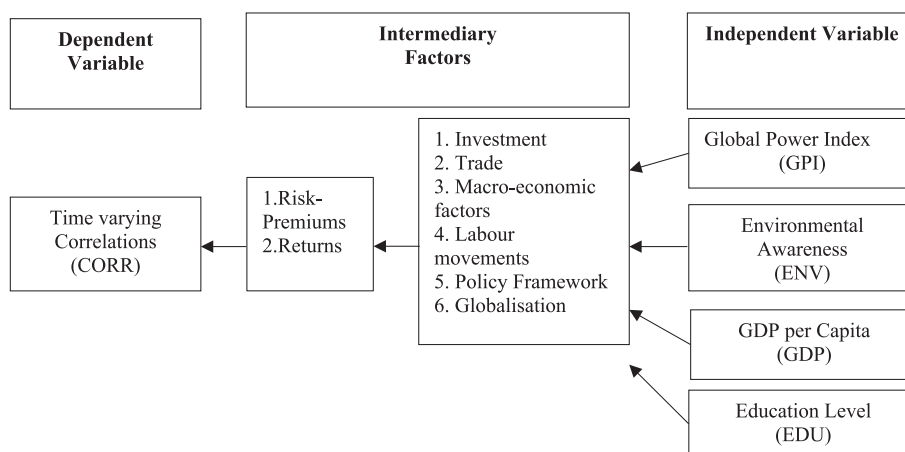 Dependent
Variable
Intermediary
Factors
Independent Variable
Time varying
Correlations
(CORR)
1.Risk-
Premiums
2.Returns
1. Investment
2. Trade
3. Macro-economic
factors
4. Labour
movements
5. Policy Framework
6. Globalisation
Global Power Index
(GPI)
Environmental
Awareness
(ENV)
GDP per Capita
(GDP)
Education Level
(EDU)